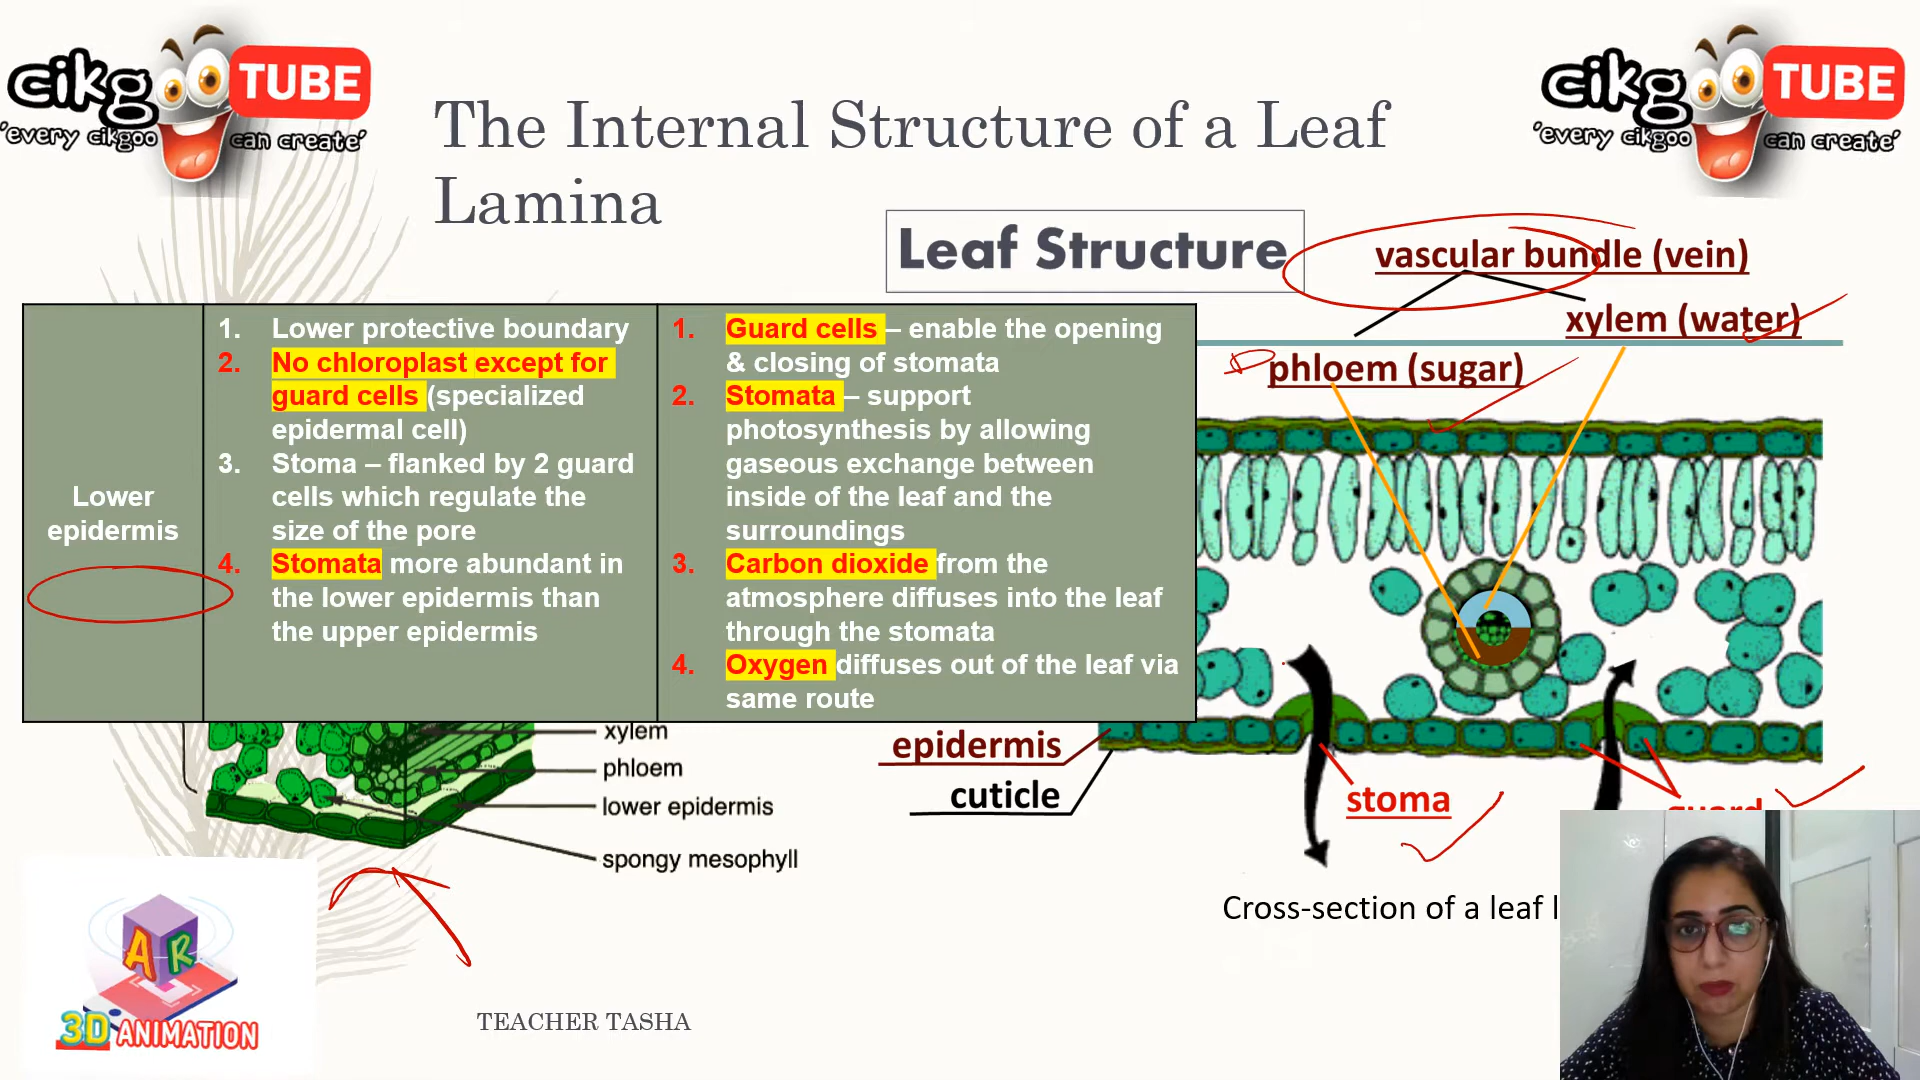 cikgoo TUBE
'every cikgoo can create'
cikgoo TUBE
'every cikgoo can create'
The Internal Structure of a Leaf
Lamina
Leaf Structure
vascular bundle (vein)
xylem (water)
phloem (sugar)
Lower
epidermis
1. Lower protective boundary
2. No chloroplast except for
guard cells (specialized
epidermal cell)
3. Stoma – flanked by 2 guard
cells which regulate the
size of the pore
4. Stomata more abundant in
the lower epidermis than
the upper epidermis
1. Guard cells – enable the opening
& closing of stomata
2. Stomata – support
photosynthesis by allowing
gaseous exchange between
inside of the leaf and the
surroundings
3. Carbon dioxide from the
atmosphere diffuses into the leaf
through the stomata
4. Oxygen diffuses out of the leaf via
same route
xylem
phloem
lower epidermis
spongy mesophyll
epidermis
cuticle
stoma
guard
Cross-section of a leaf l
AR
3D ANIMATION
TEACHER TASHA